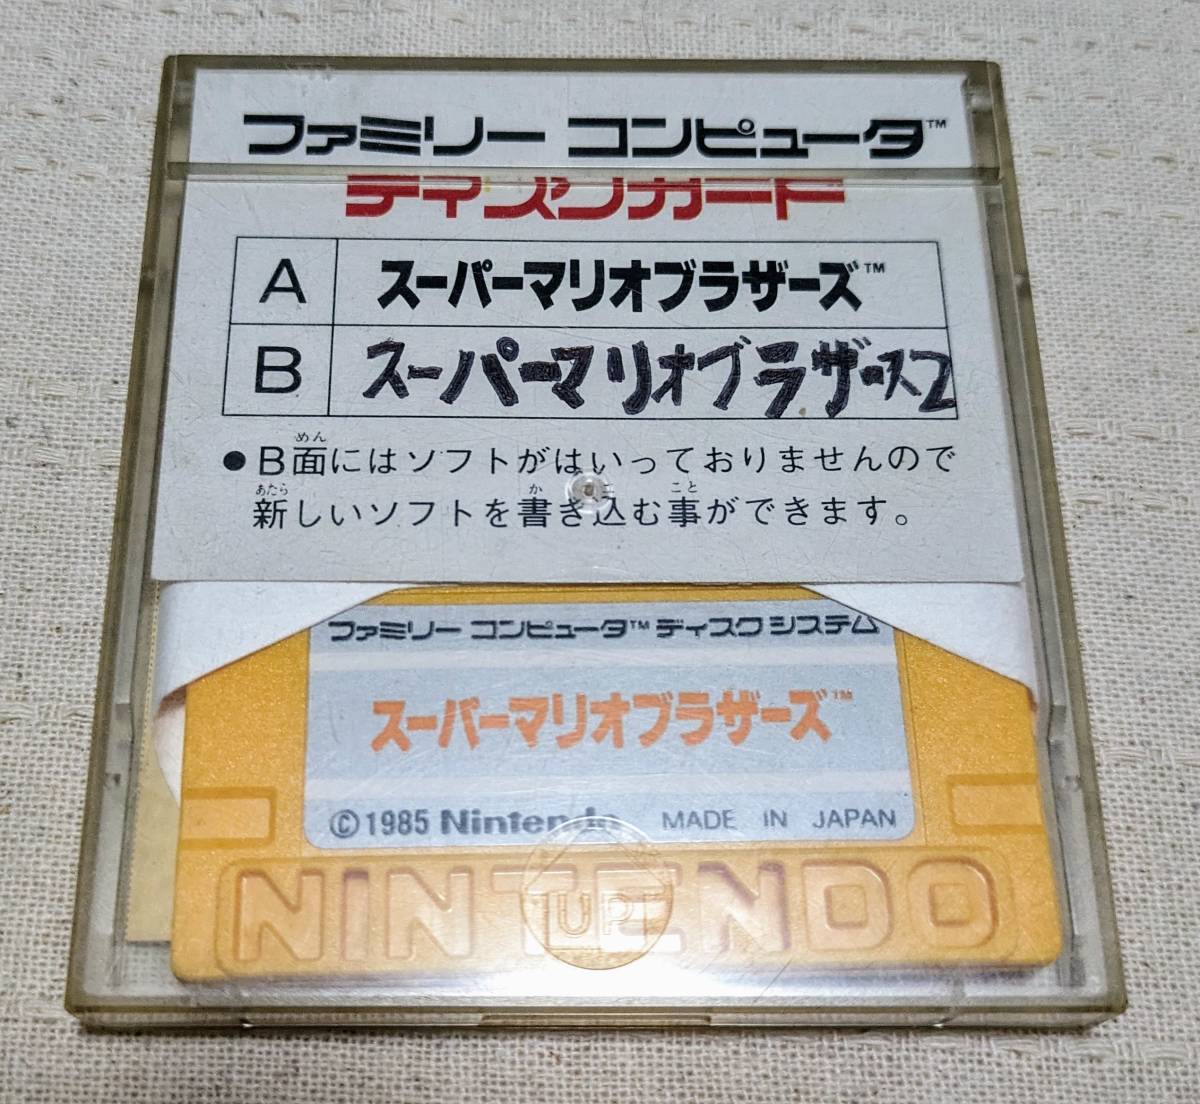 ファミリー コンピュータ™
ディスクカード
A スーパーマリオブラザーズ™
B スーパーマリオブラザース2
めん
●B面にはソフトがはいっておりませんので
あたら か こ こと
新しいソフトを書き込む事ができます。
ファミリー コンピュータ™ ディスクシステム
スーパーマリオブラザーズ™
©1985 Nintendo MADE IN JAPAN
NINTENDO
UP